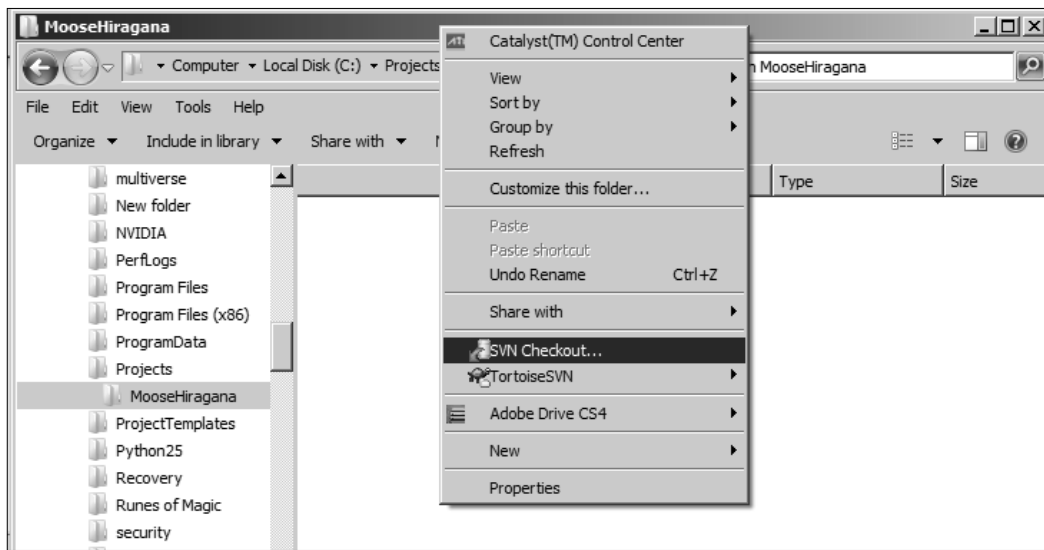 MooseHiragana
Computer Local Disk (C:) Projects
MooseHiragana
File Edit View Tools Help
Organize Include in library Share with
Type Size
multiverse
New folder
NVIDIA
PerfLogs
Program Files
Program Files (x86)
ProgramData
Projects
MooseHiragana
ProjectTemplates
Python25
Recovery
Runes of Magic
security
ATI Catalyst(TM) Control Center
View
Sort by
Group by
Refresh
Customize this folder...
Paste
Paste shortcut
Undo Rename Ctrl+Z
Share with
SVN Checkout...
TortoiseSVN
Adobe Drive CS4
New
Properties